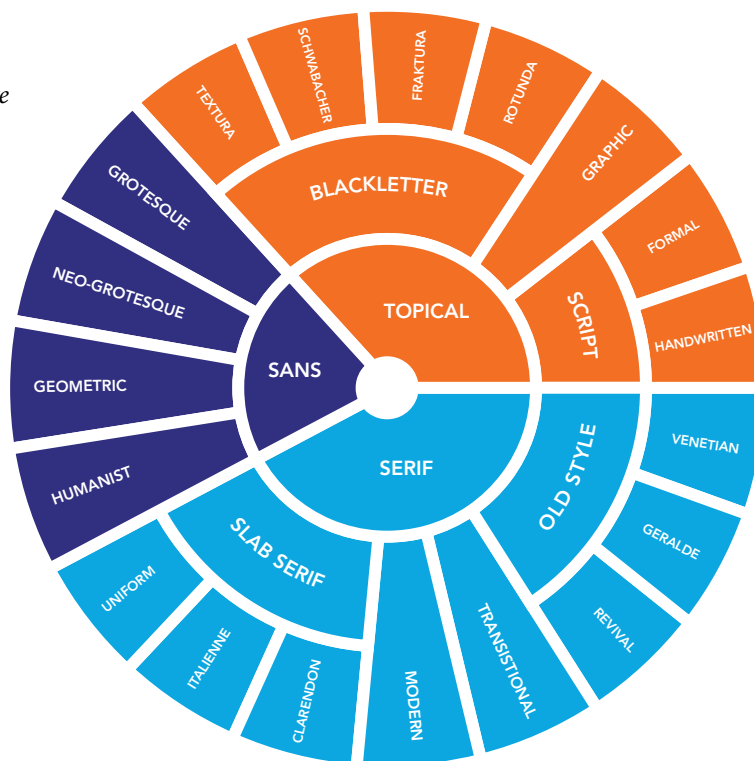 e
TEXTURA
SCHWABACHER
FRAKTURA
ROTUNDA
GRAPHIC
FORMAL
HANDWRITTEN
BLACKLETTER
SCRIPT
TOPICAL
GROTESQUE
NEO-GROTESQUE
GEOMETRIC
HUMANIST
SANS
SERIF
OLD STYLE
VENETIAN
GERALDE
REVIVAL
TRANSISTIONAL
MODERN
SLAB SERIF
CLARENDON
ITALIENNE
UNIFORM